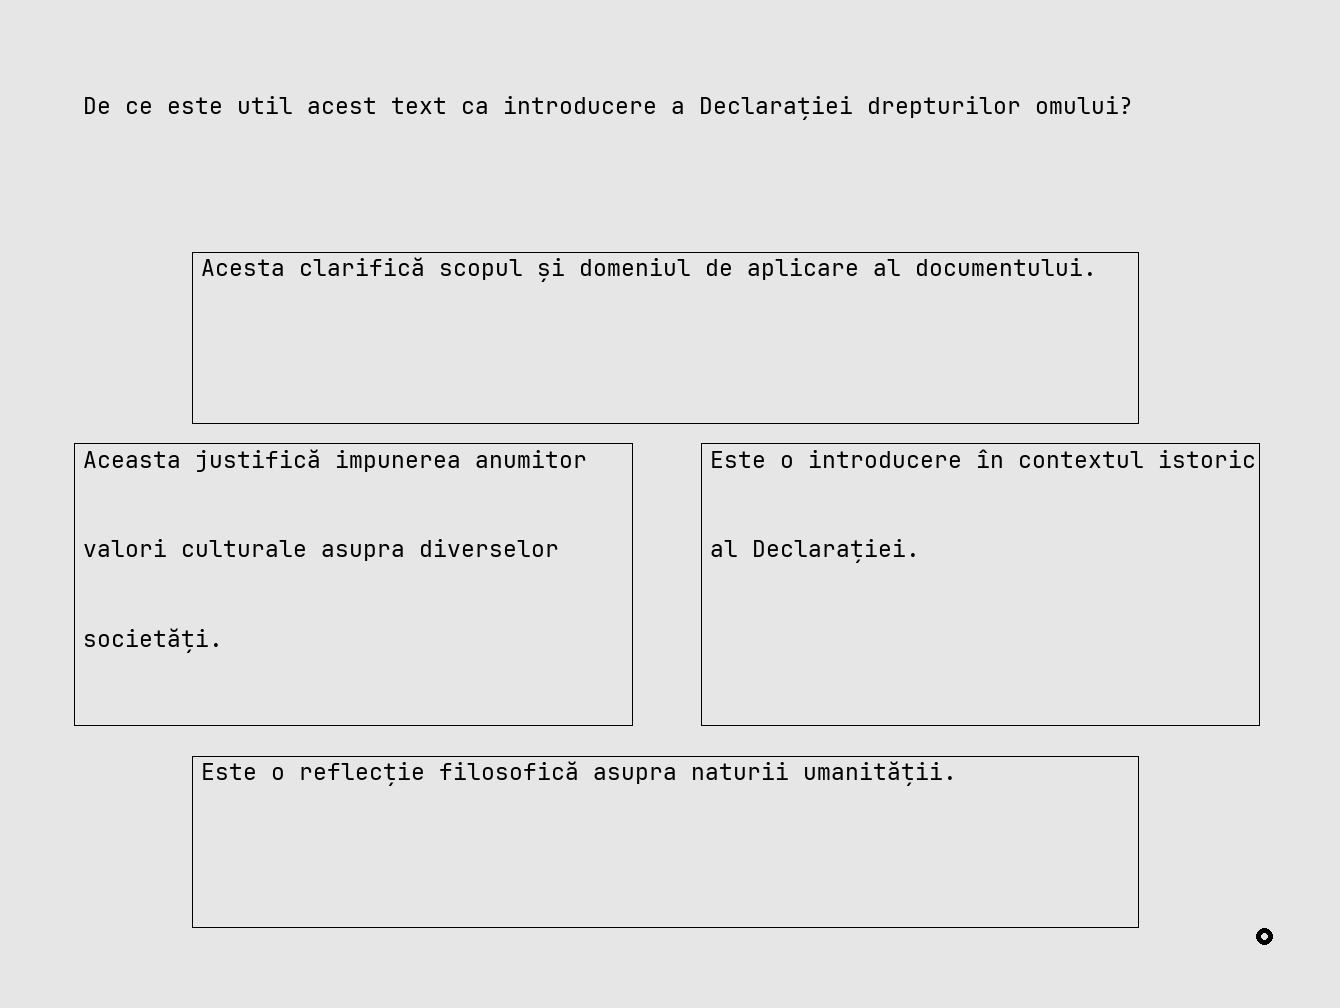 De ce este util acest text ca introducere a Declarației drepturilor omului?
Acesta clarifică scopul și domeniul de aplicare al documentului.
Aceasta justifică impunerea anumitor
valori culturale asupra diverselor
societăți.
Este o introducere în contextul istoric
al Declarației.
Este o reflecție filosofică asupra naturii umanității.